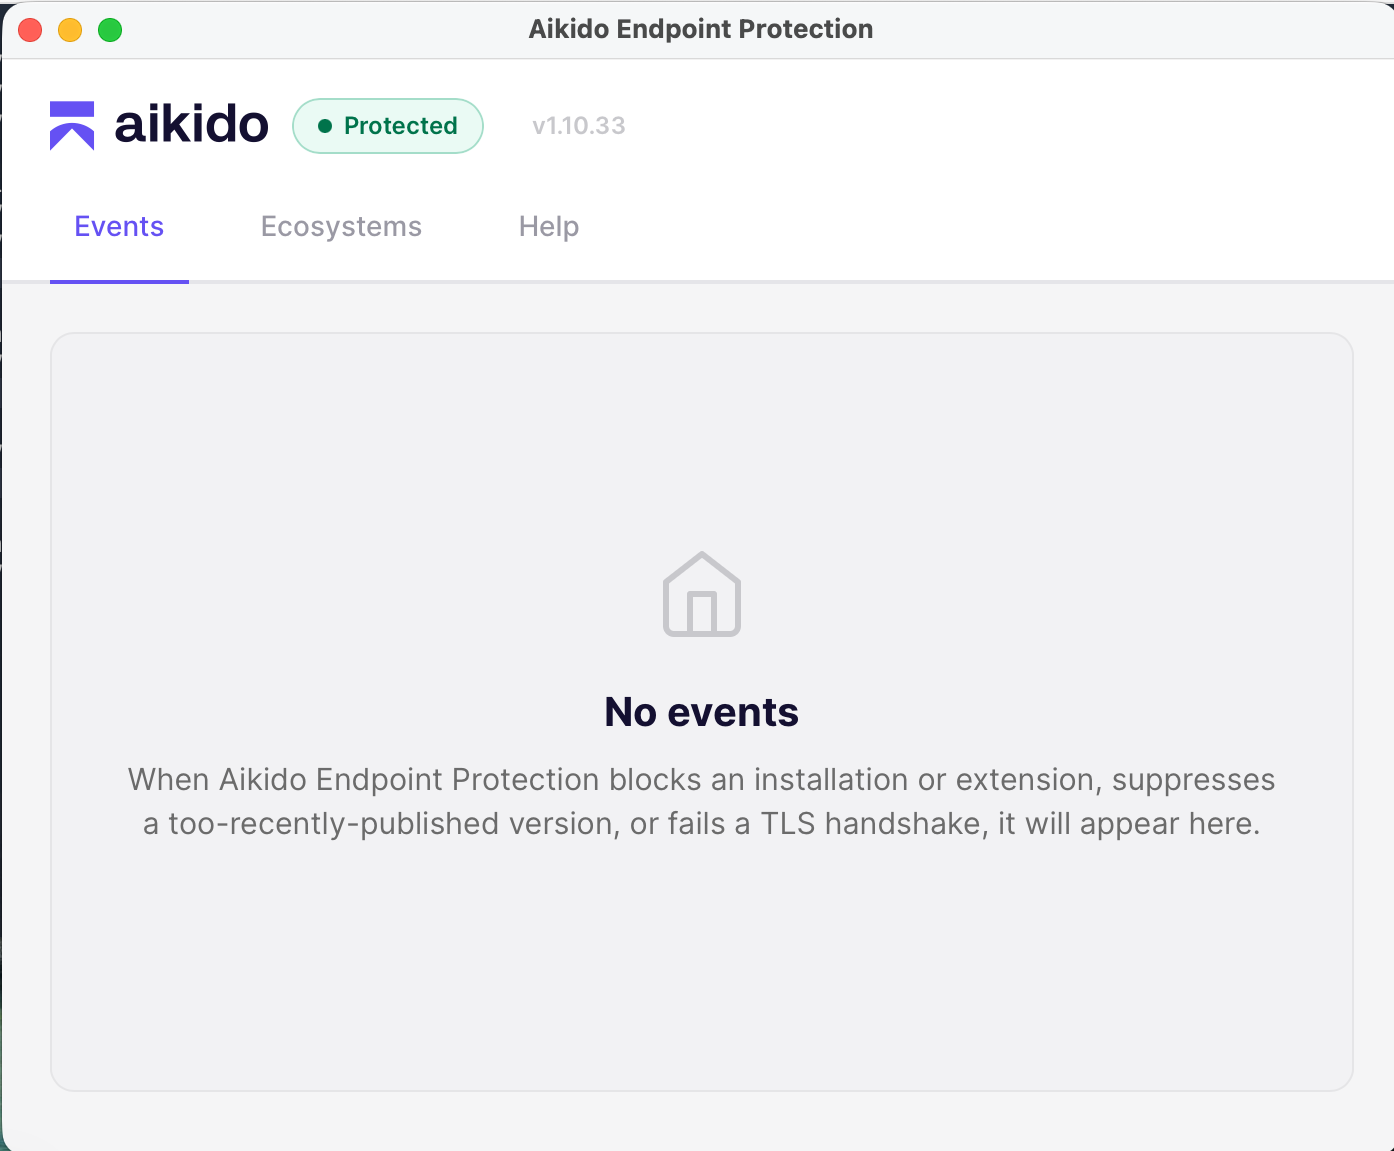 Aikido Endpoint Protection
aikido
Protected
v1.10.33
Events
Ecosystems
Help
No events
When Aikido Endpoint Protection blocks an installation or extension, suppresses
a too-recently-published version, or fails a TLS handshake, it will appear here.